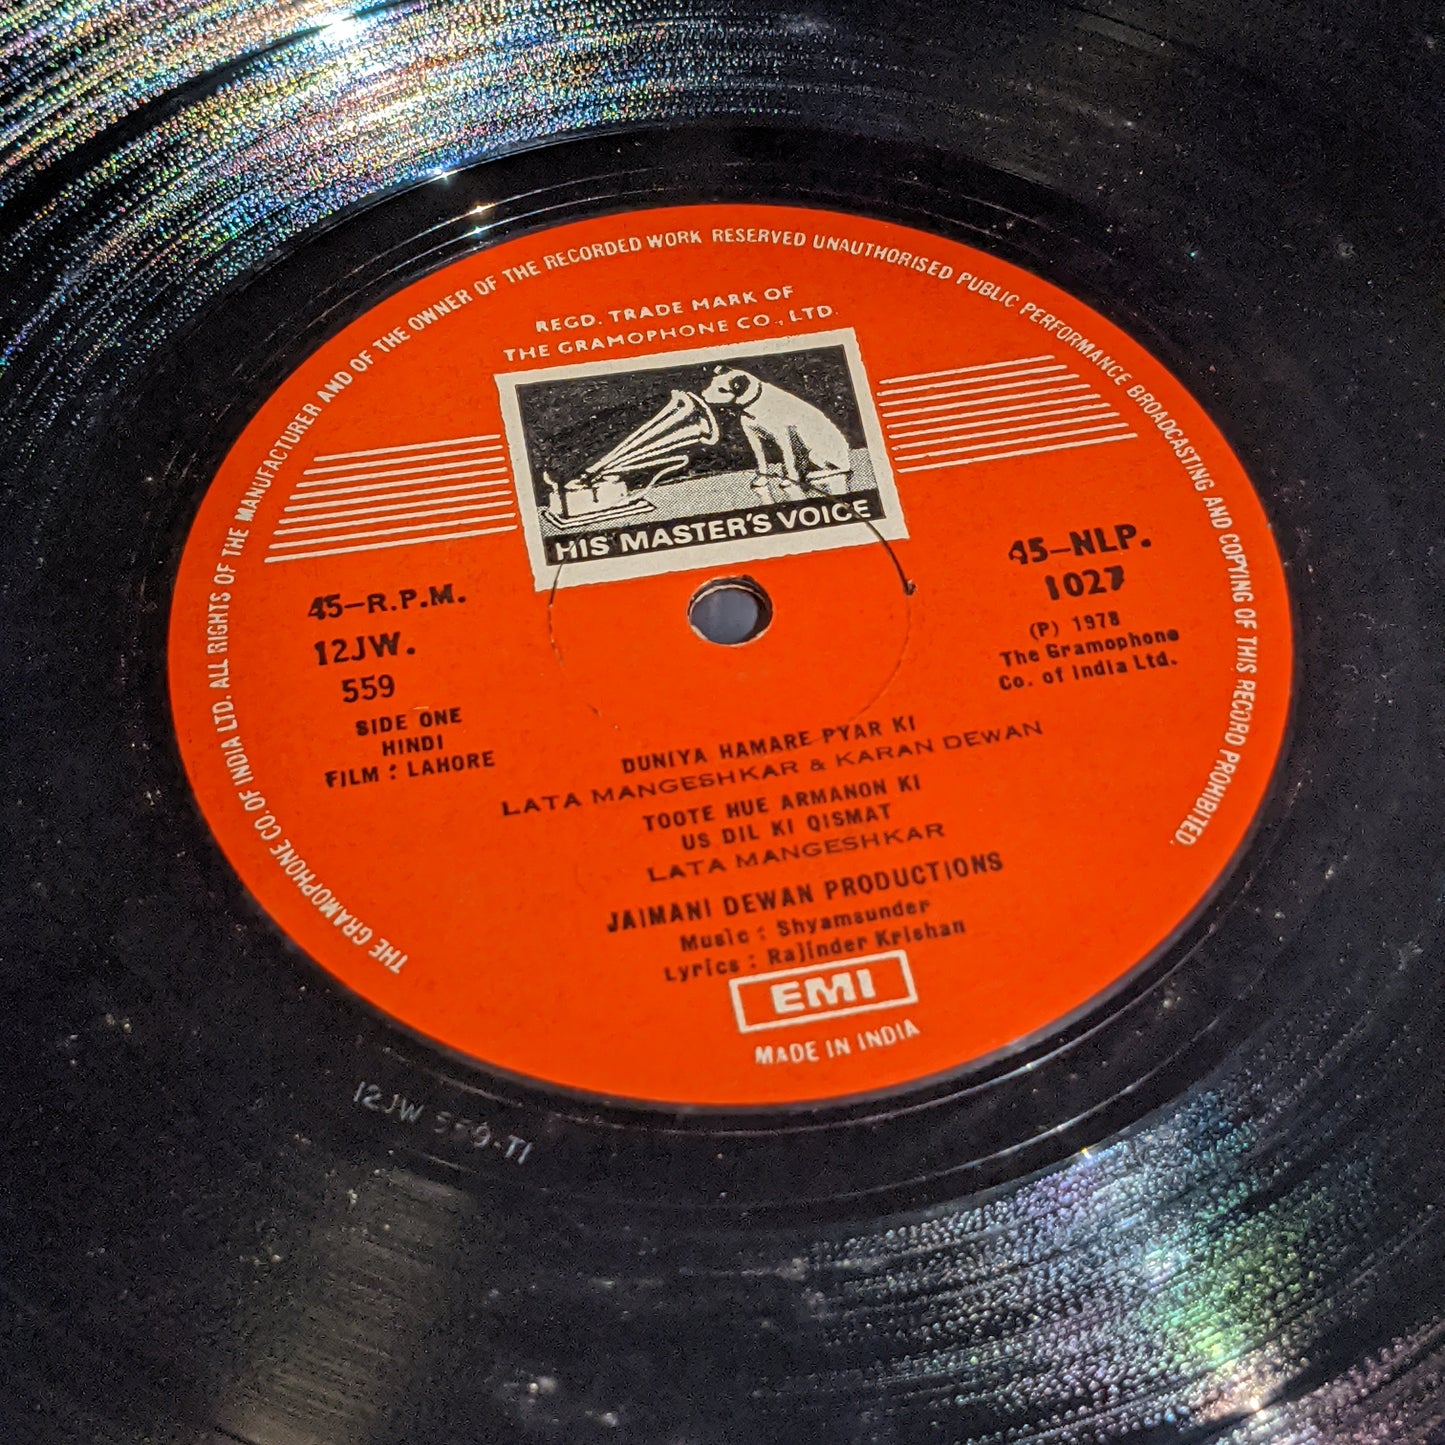 THE GRAMOPHONE CO. OF INDIA LTD. ALL RIGHTS OF THE MANUFACTURER AND OF THE OWNER OF THE RECORDED WORK RESERVED UNAUTHORISED PUBLIC PERFORMANCE BROADCASTING AND COPYING OF THIS RECORD PROHIBITED.
REGD. TRADE MARK OF
THE GRAMOPHONE CO., LTD.
HIS MASTER'S VOICE
45-R.P.M.
12JW.
559
SIDE ONE
HINDI
FILM : LAHORE
45-NLP.
1027
(P) 1978
The Gramophone
Co. of India Ltd.
DUNIYA HAMARE PYAR KI
LATA MANGESHKAR & KARAN DEWAN
TOOTE HUE ARMANON KI
US DIL KI QISMAT
LATA MANGESHKAR
JAIMANI DEWAN PRODUCTIONS
Music : Shyamsunder
Lyrics : Rajinder Krishan
EMI
MADE IN INDIA
12JW 559-T1